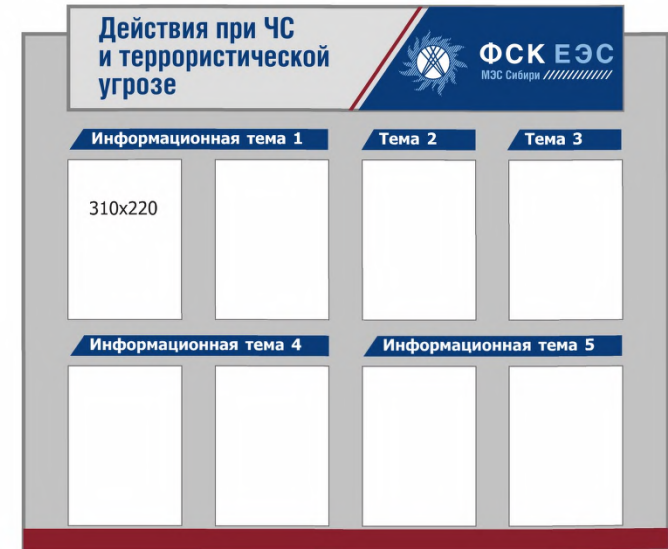 Действия при ЧС
и террористической
угрозе
ФСК ЕЭС
МЭС Сибири
Информационная тема 1
Тема 2
Тема 3
310х220
Информационная тема 4
Информационная тема 5